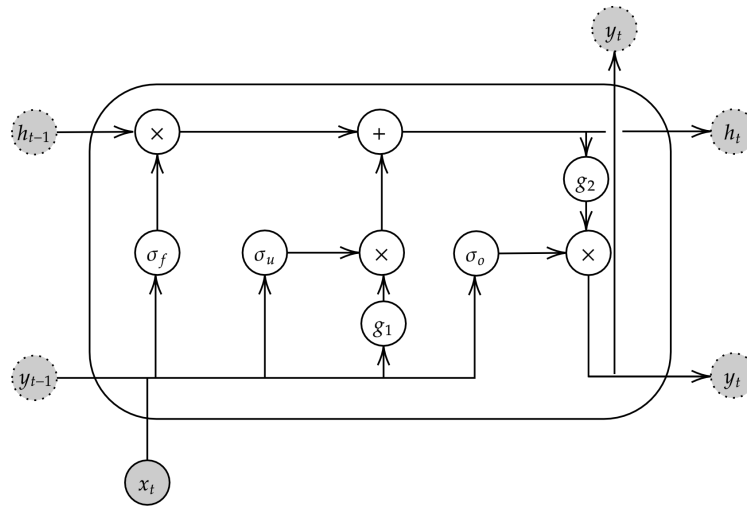 y_t
h_{t-1}
×
+
h_t
g_2
σ_f
σ_u
×
σ_o
×
g_1
y_{t-1}
y_t
x_t